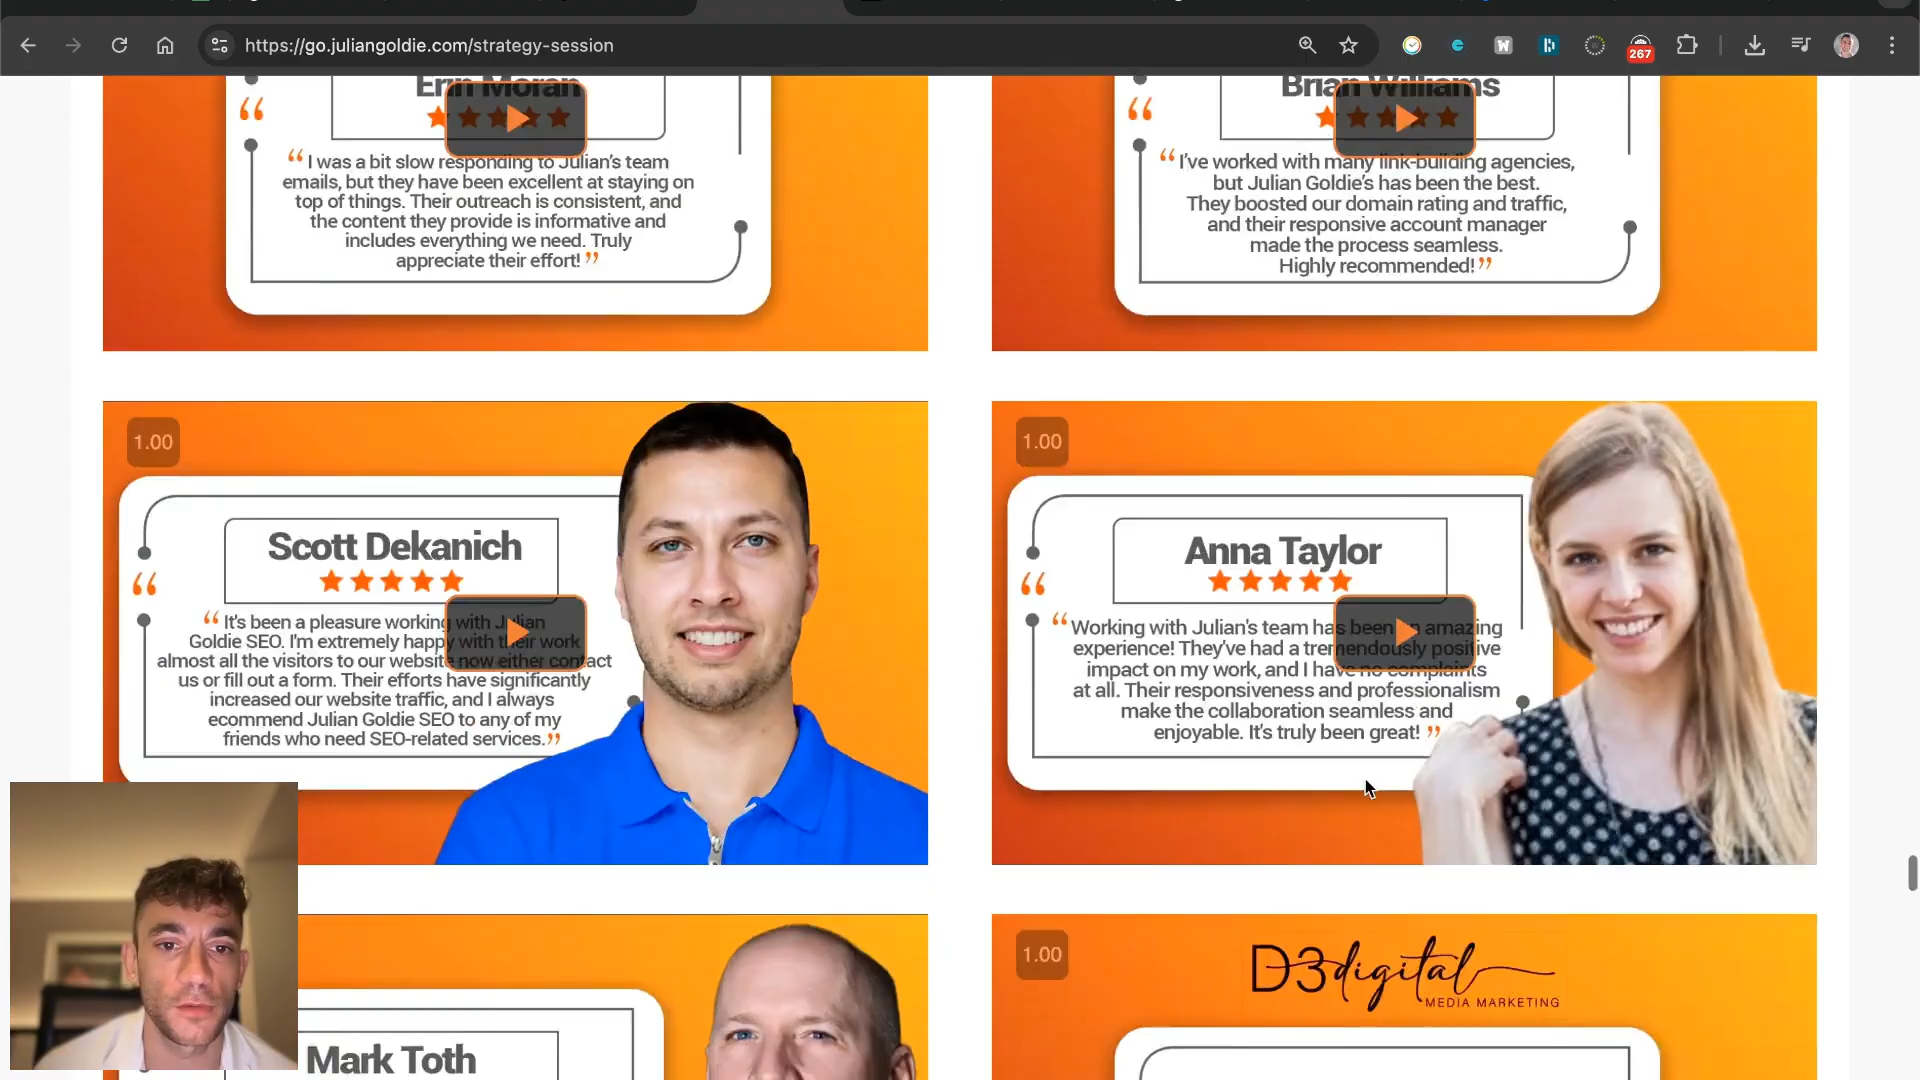 https://go.juliangoldie.com/strategy-session
267
Erin Moran
“ I was a bit slow responding to Julian’s team
emails, but they have been excellent at staying on
top of things. Their outreach is consistent, and
the content they provide is informative and
includes everything we need. Truly
appreciate their effort! ”
Brian Williams
“ I’ve worked with many link-building agencies,
but Julian Goldie’s has been the best.
They boosted our domain rating and traffic,
and their responsive account manager
made the process seamless.
Highly recommended! ”
1.00
Scott Dekanich
“ It’s been a pleasure working with Julian
Goldie SEO. I’m extremely happy with their work
almost all the visitors to our website now either contact
us or fill out a form. Their efforts have significantly
increased our website traffic, and I always
ecommend Julian Goldie SEO to any of my
friends who need SEO-related services.”
1.00
Anna Taylor
“ Working with Julian's team has been an amazing
experience! They've had a tremendously positive
impact on my work, and I have no complaints
at all. Their responsiveness and professionalism
make the collaboration seamless and
enjoyable. It’s truly been great! ”
Mark Toth
1.00
D3digital
MEDIA MARKETING